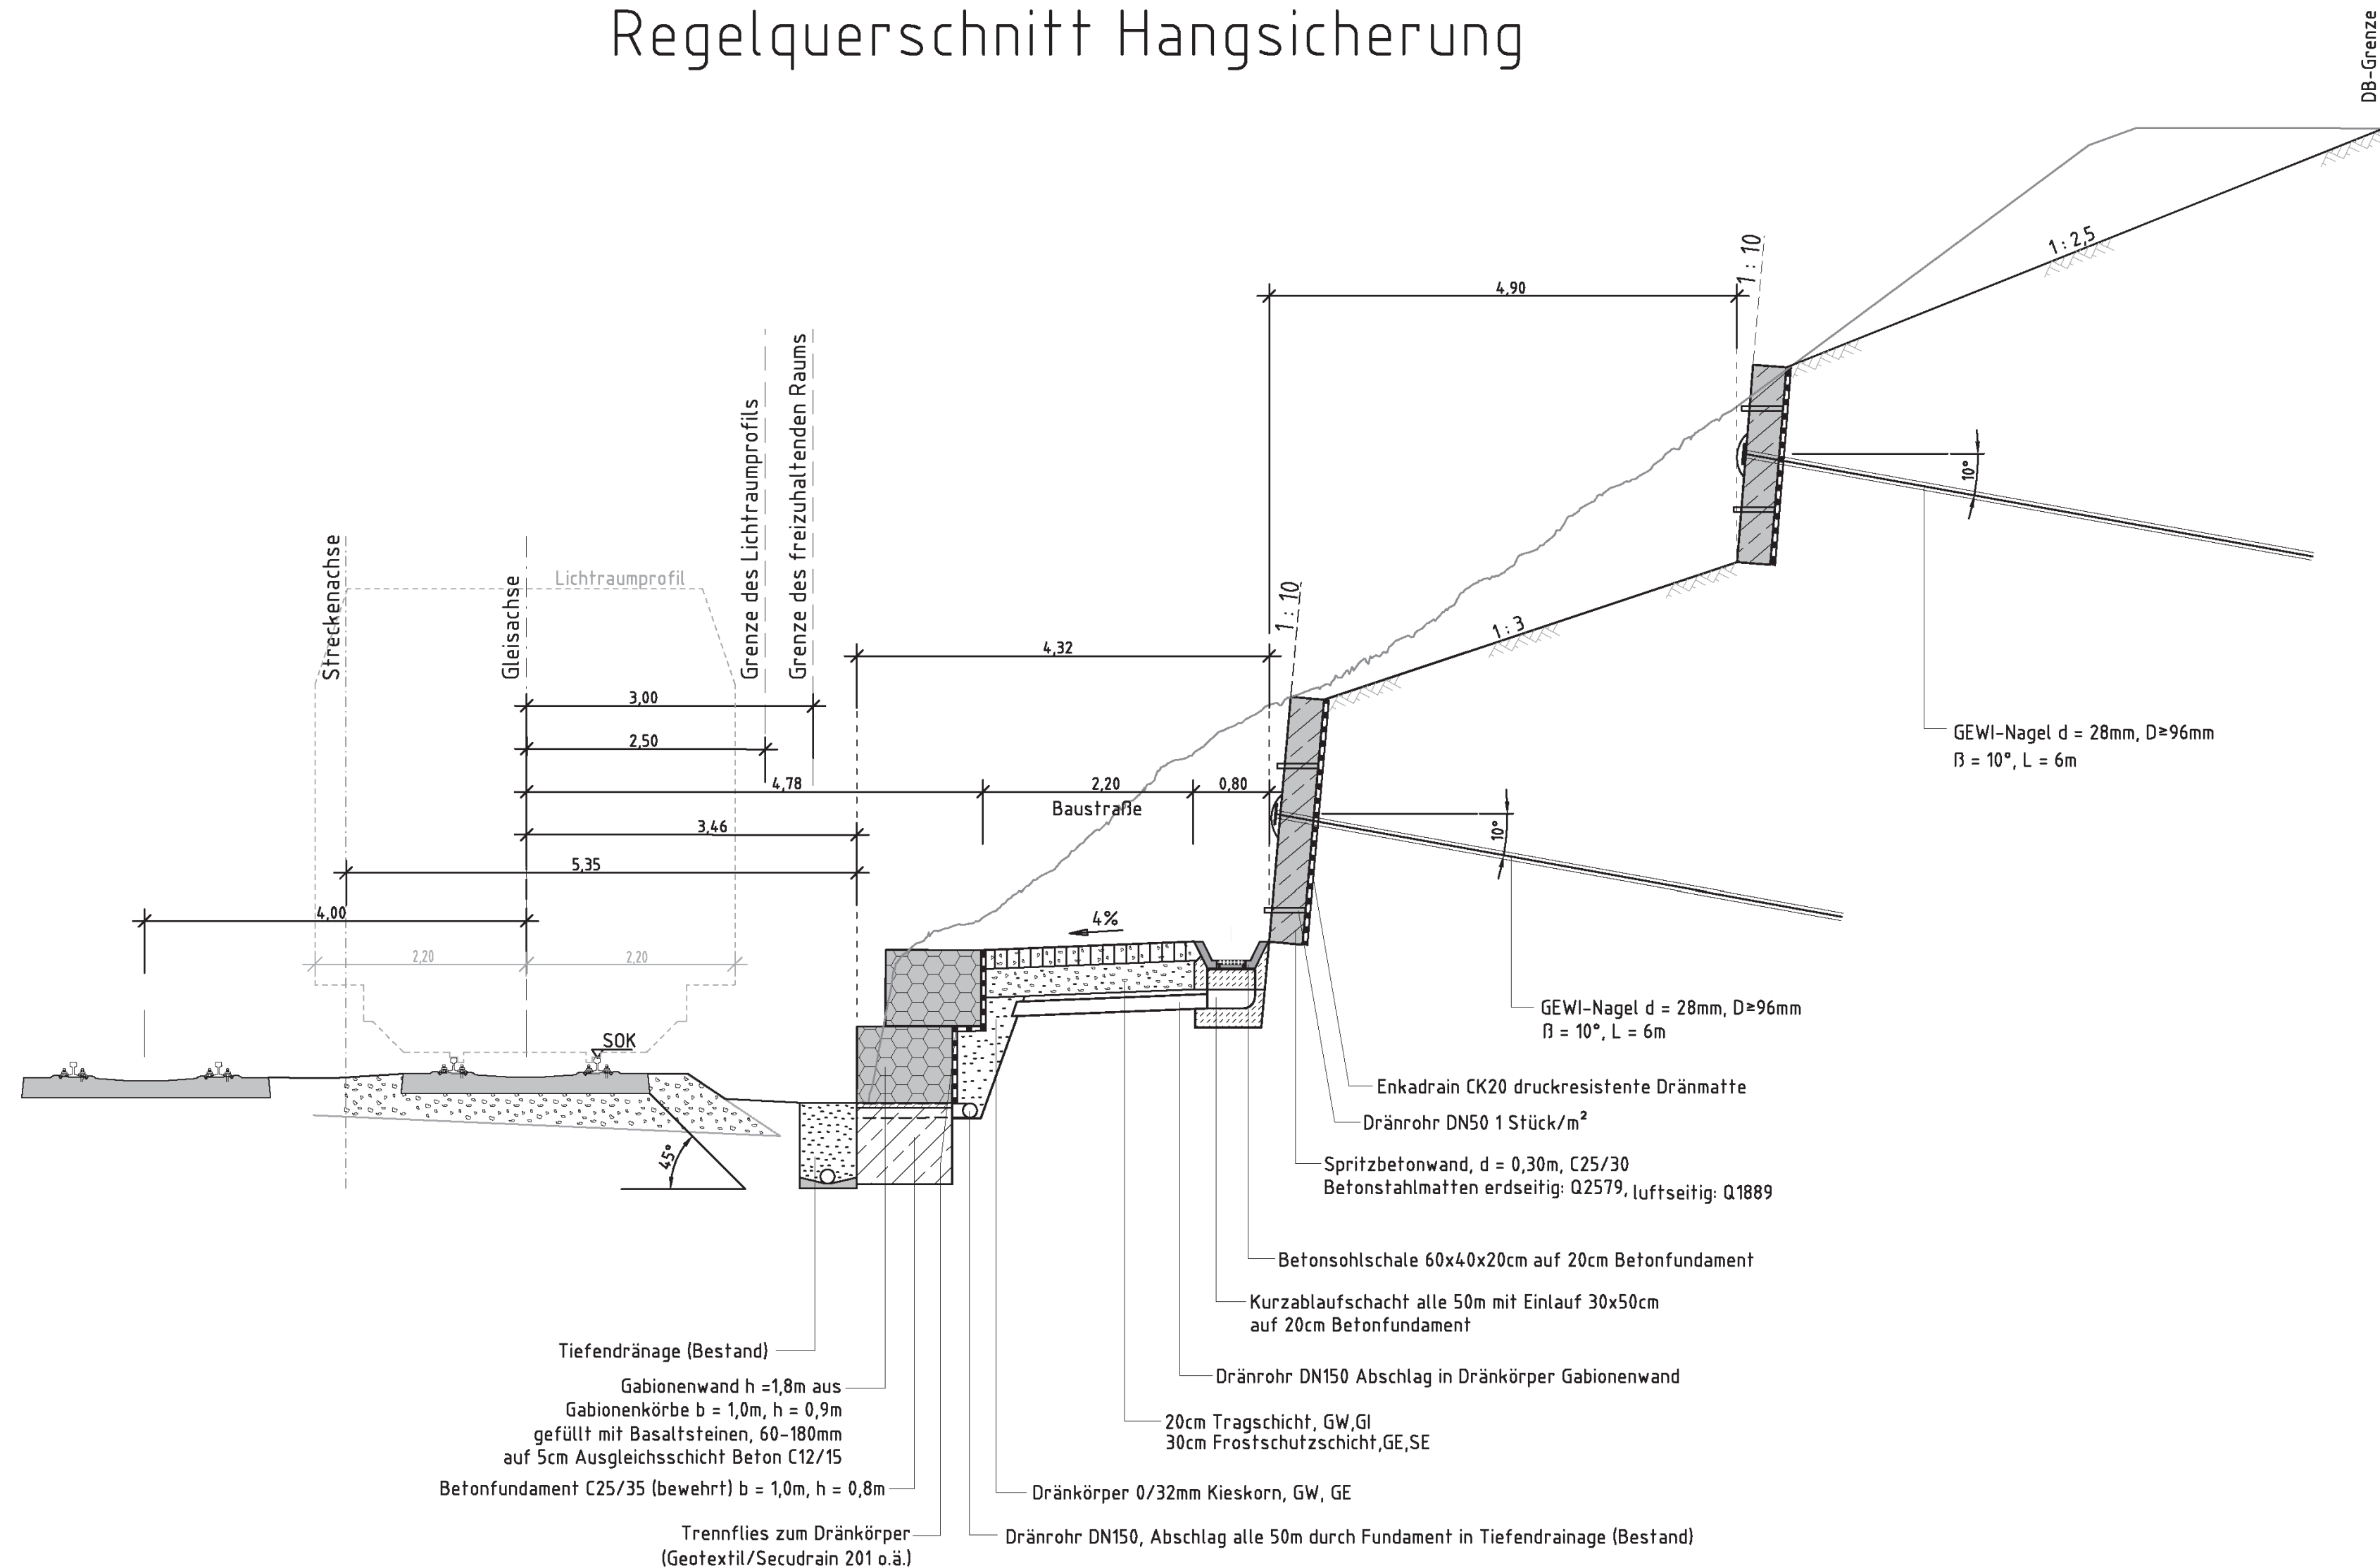 Regelquerschnitt Hangsicherung
DB-Grenze
1 : 2,5
1 : 10
4,90
Grenze des freizuhaltenden Raums
Grenze des Lichtraumprofils
10°
Streckenachse
Gleisachse
Lichtraumprofil
1 : 10
1 : 3
4,32
3,00
2,50
GEWI-Nagel d = 28mm, D≥96mm
ß = 10°, L = 6m
4,78
2,20
0,80
Baustraße
3,46
10°
5,35
4,00
4%
2,20
2,20
GEWI-Nagel d = 28mm, D≥96mm
ß = 10°, L = 6m
SOK
Enkadrain CK20 druckresistente Dränmatte
Dränrohr DN50 1 Stück/m²
45°
Spritzbetonwand, d = 0,30m, C25/30
Betonstahlmatten erdseitig: Q2579, luftseitig: Q1889
Betonsohlschale 60x40x20cm auf 20cm Betonfundament
Kurzablaufschacht alle 50m mit Einlauf 30x50cm
auf 20cm Betonfundament
Tiefendränage (Bestand)
Dränrohr DN150 Abschlag in Dränkörper Gabionenwand
Gabionenwand h =1,8m aus
Gabionenkörbe b = 1,0m, h = 0,9m
gefüllt mit Basaltsteinen, 60-180mm
auf 5cm Ausgleichsschicht Beton C12/15
20cm Tragschicht, GW,GI
30cm Frostschutzschicht,GE,SE
Betonfundament C25/35 (bewehrt) b = 1,0m, h = 0,8m
Dränkörper 0/32mm Kieskorn, GW, GE
Trennflies zum Dränkörper
(Geotextil/Secudrain 201 o.ä.)
Dränrohr DN150, Abschlag alle 50m durch Fundament in Tiefendrainage (Bestand)